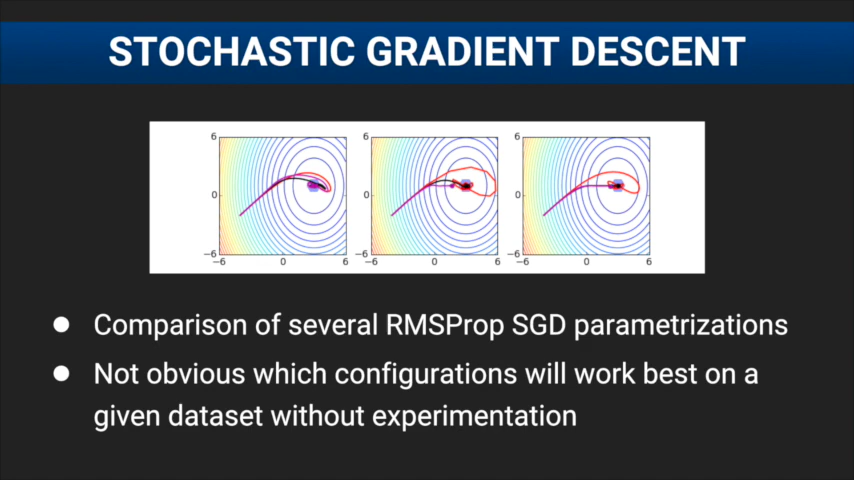 STOCHASTIC GRADIENT DESCENT
6 6 6
0 0 0
−6 −6 −6
−6 0 6 −6 0 6 −6 0 6
● Comparison of several RMSProp SGD parametrizations
● Not obvious which configurations will work best on a
given dataset without experimentation